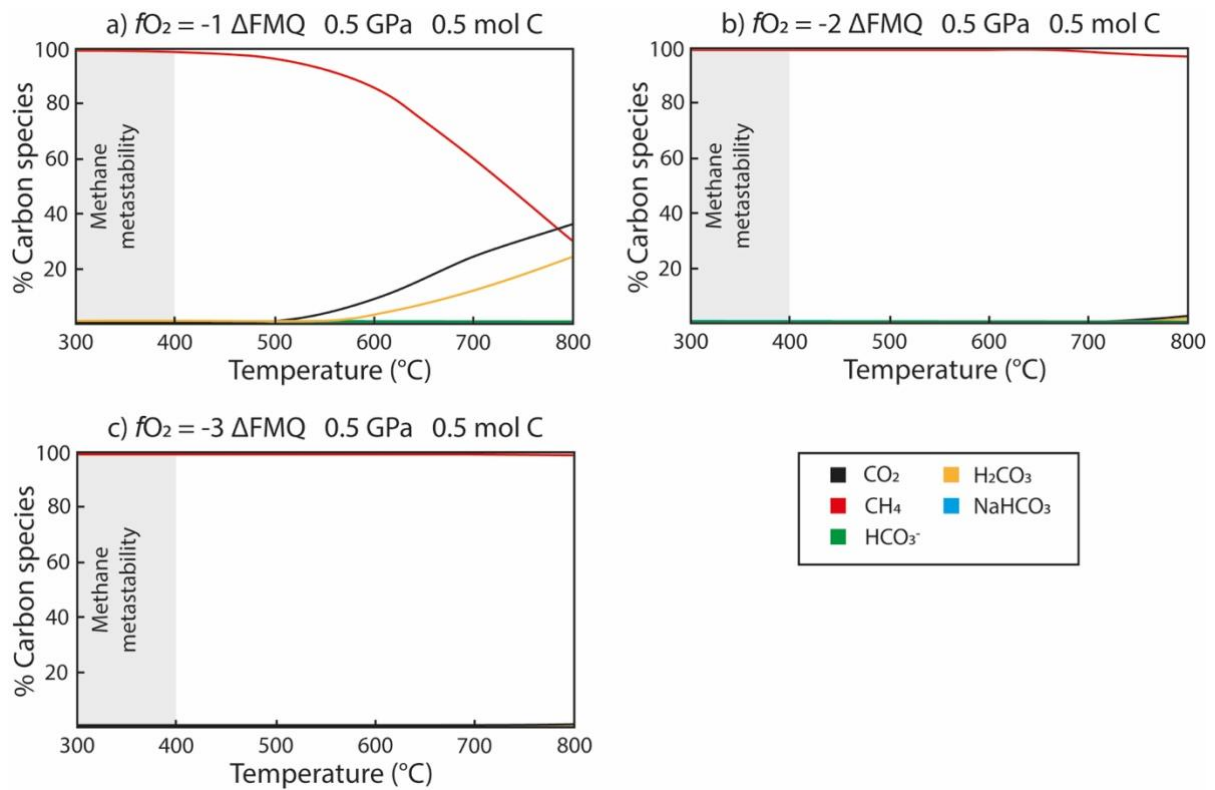 a) fO₂ = -1 ΔFMQ 0.5 GPa 0.5 mol C
100
80
60
40
20
% Carbon species
Methane
metastability
300 400 500 600 700 800
Temperature (°C)
b) fO₂ = -2 ΔFMQ 0.5 GPa 0.5 mol C
100
80
60
40
20
% Carbon species
Methane
metastability
300 400 500 600 700 800
Temperature (°C)
c) fO₂ = -3 ΔFMQ 0.5 GPa 0.5 mol C
100
80
60
40
20
% Carbon species
Methane
metastability
300 400 500 600 700 800
Temperature (°C)
CO₂ H₂CO₃
CH₄ NaHCO₃
HCO₃⁻